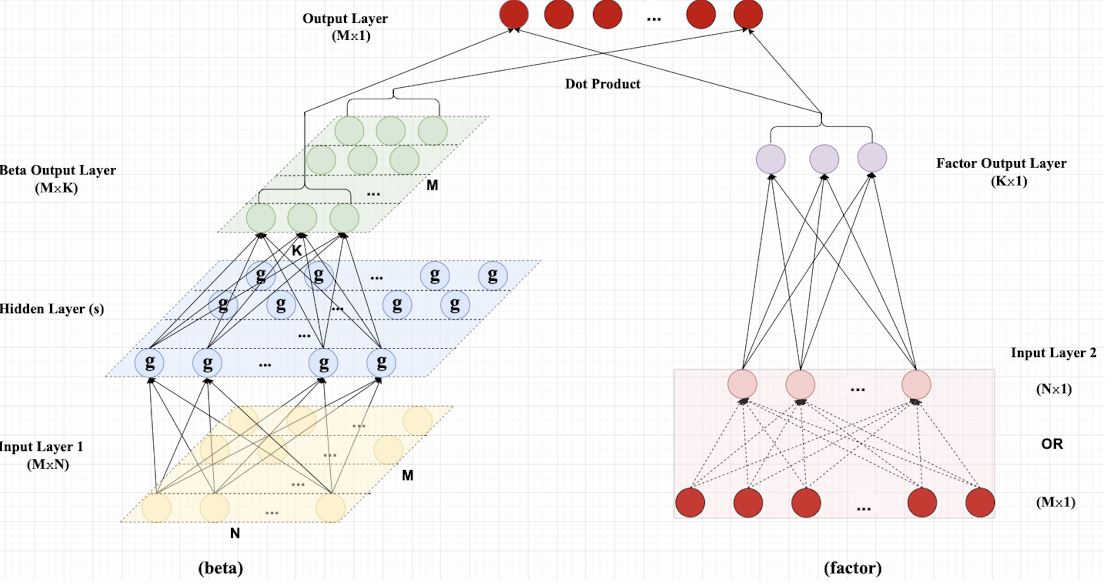 Output Layer
(M×1)
...
Dot Product
Beta Output Layer
(M×K)
...
M
Factor Output Layer
(K×1)
K
g g ... g g
g g ... g g
...
g g ... g g
Hidden Layer (s)
Input Layer 2
(N×1)
...
OR
(M×1)
...
Input Layer 1
(M×N)
...
...
...
...
M
N
(beta)
(factor)